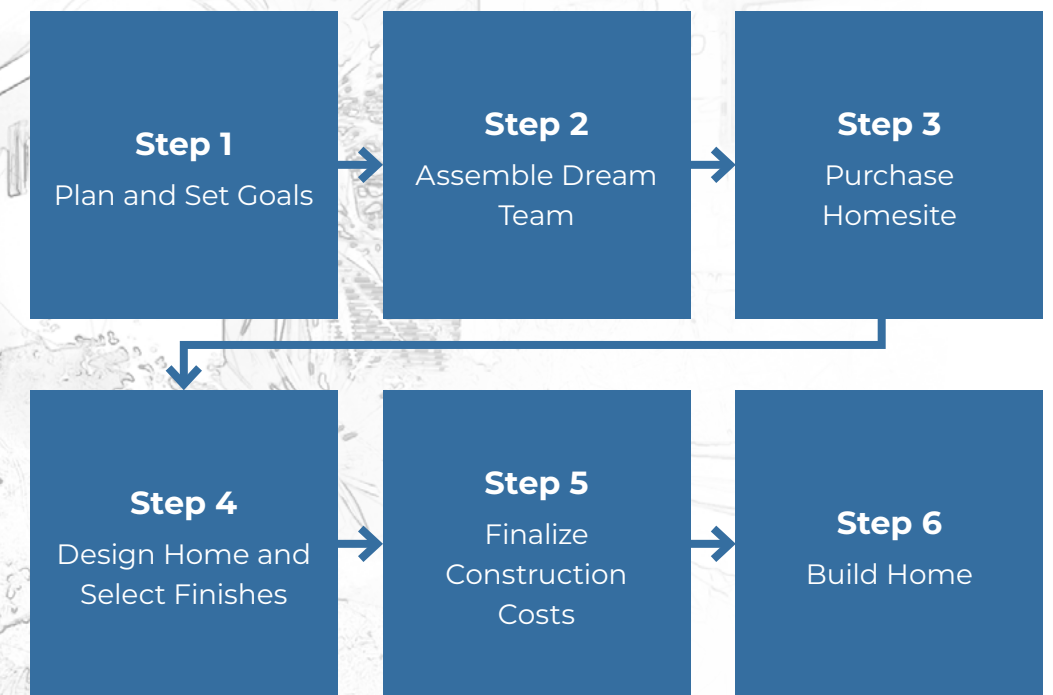 Step 1
Plan and Set Goals
Step 2
Assemble Dream
Team
Step 3
Purchase
Homesite
Step 4
Design Home and
Select Finishes
Step 5
Finalize
Construction
Costs
Step 6
Build Home